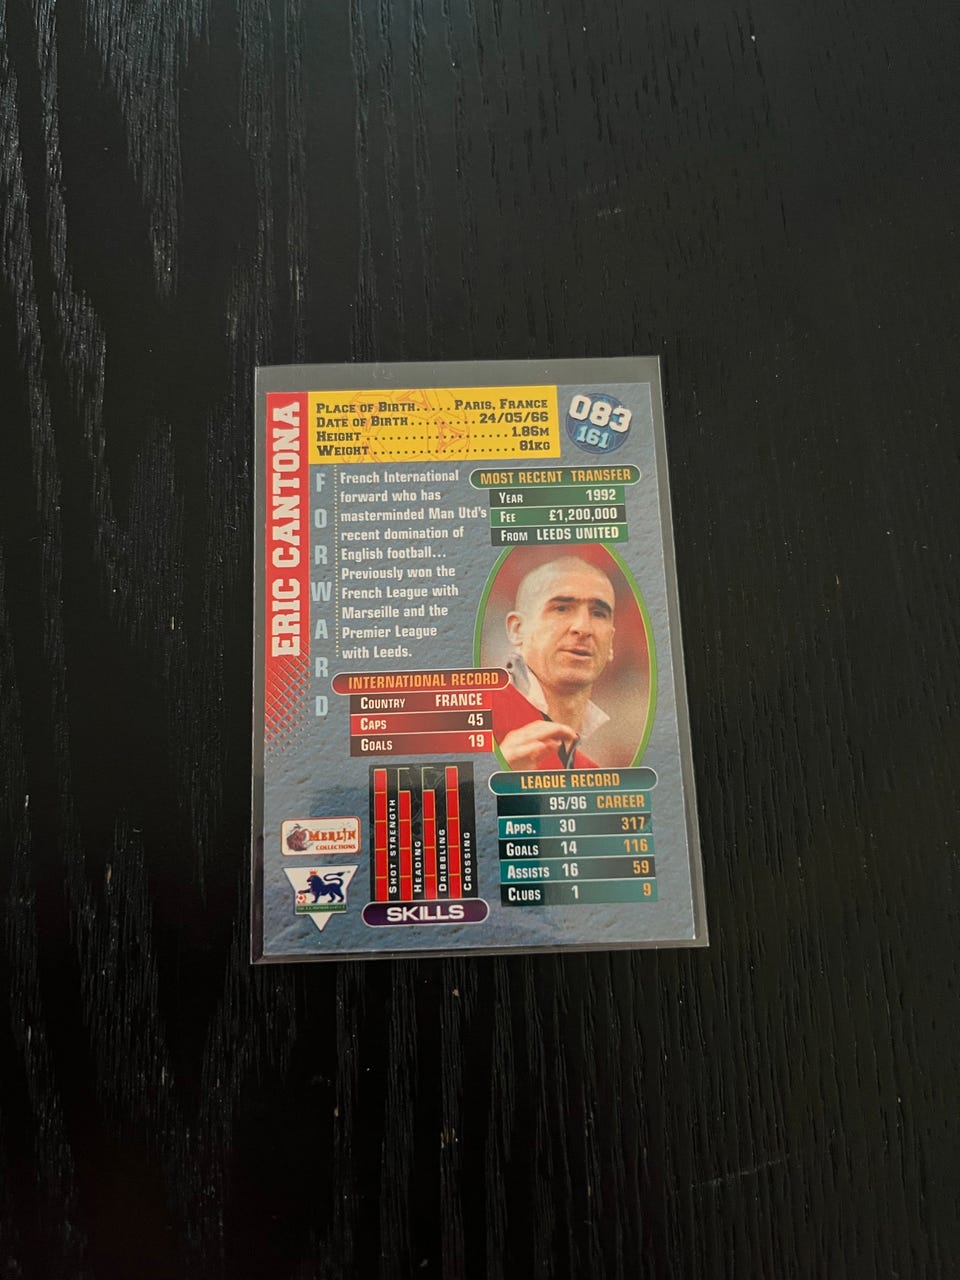 ERIC CANTONA
FORWARD
PLACE OF BIRTH..... PARIS, FRANCE
DATE OF BIRTH........... 24/05/66
HEIGHT.................... 1.86M
WEIGHT.................... 81KG
083
161
French International
forward who has
masterminded Man Utd's
recent domination of
English football...
Previously won the
French League with
Marseille and the
Premier League
with Leeds.
MOST RECENT TRANSFER
YEAR 1992
FEE £1,200,000
FROM LEEDS UNITED
INTERNATIONAL RECORD
COUNTRY FRANCE
CAPS 45
GOALS 19
SHOT STRENGTH
HEADING
DRIBBLING
CROSSING
SKILLS
LEAGUE RECORD
95/96 CAREER
APPS. 30 317
GOALS 14 116
ASSISTS 16 59
CLUBS 1 9
MERLIN
COLLECTIONS